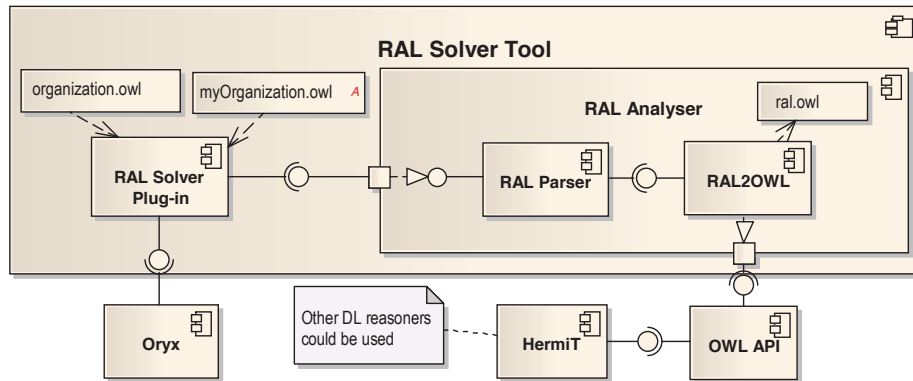 RAL Solver Tool
organization.owl
myOrganization.owl A
RAL Analyser
ral.owl
RAL Solver
Plug-in
RAL Parser
RAL2OWL
Other DL reasoners
could be used
Oryx
HermiT
OWL API